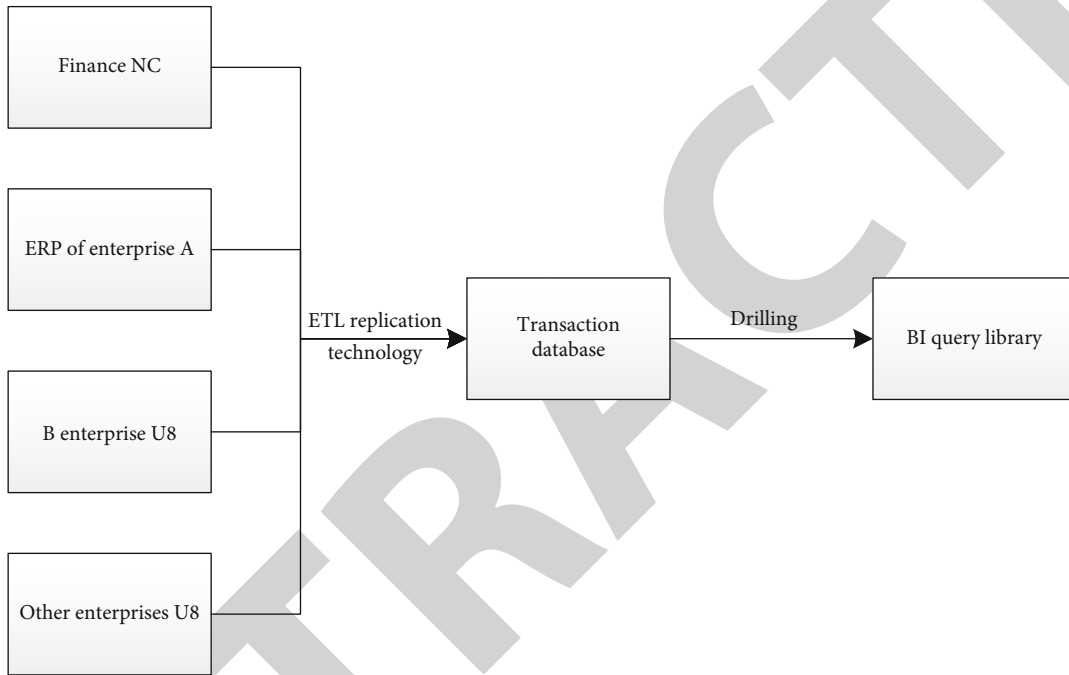 Finance NC
ERP of enterprise A
B enterprise U8
Other enterprises U8
ETL replication
technology
Transaction
database
Drilling
BI query library
TRACTE